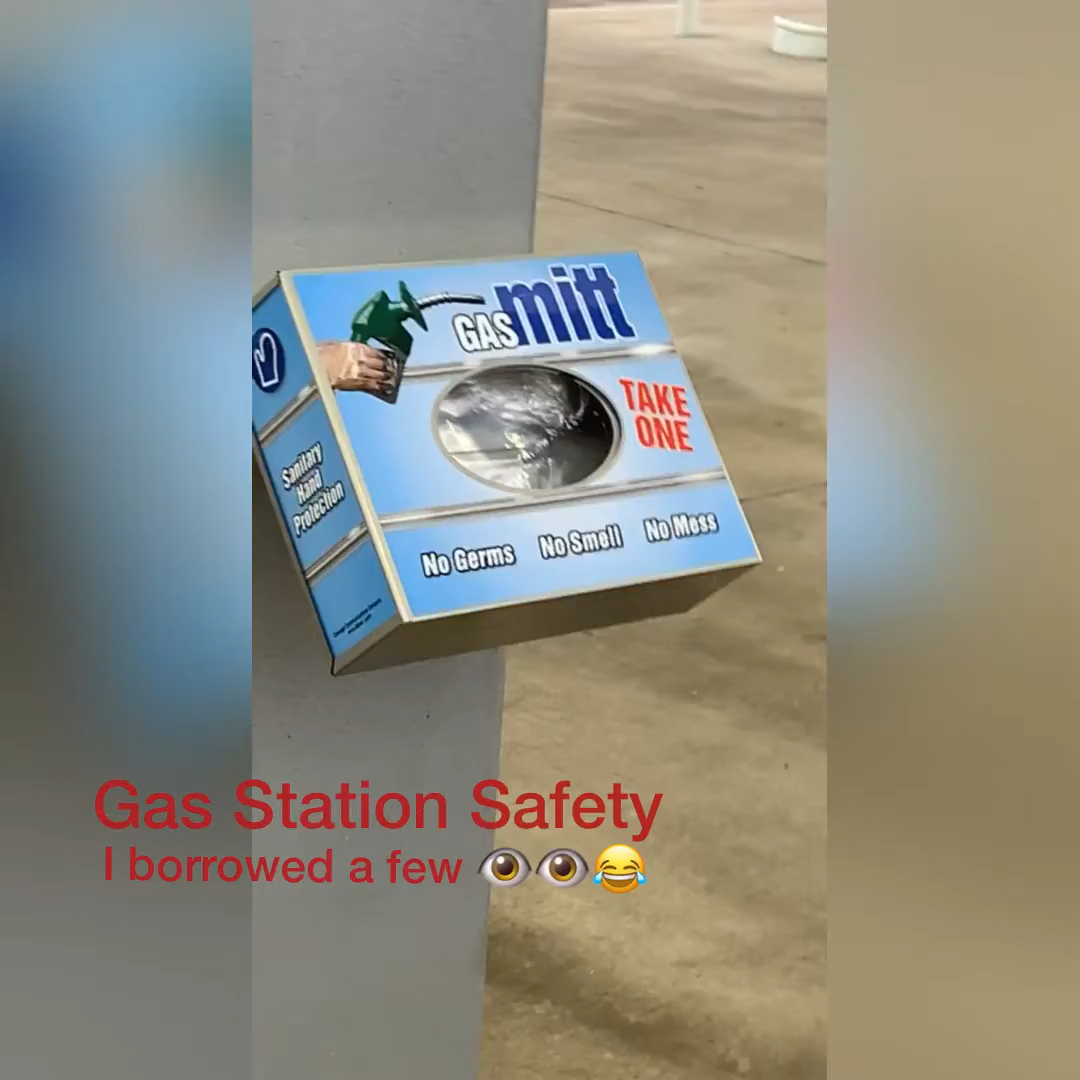 GAS mitt
TAKE
ONE
Sanitary
Hand
Protection
No Germs No Smell No Mess
Gas Station Safety
I borrowed a few 👁️👁️😂